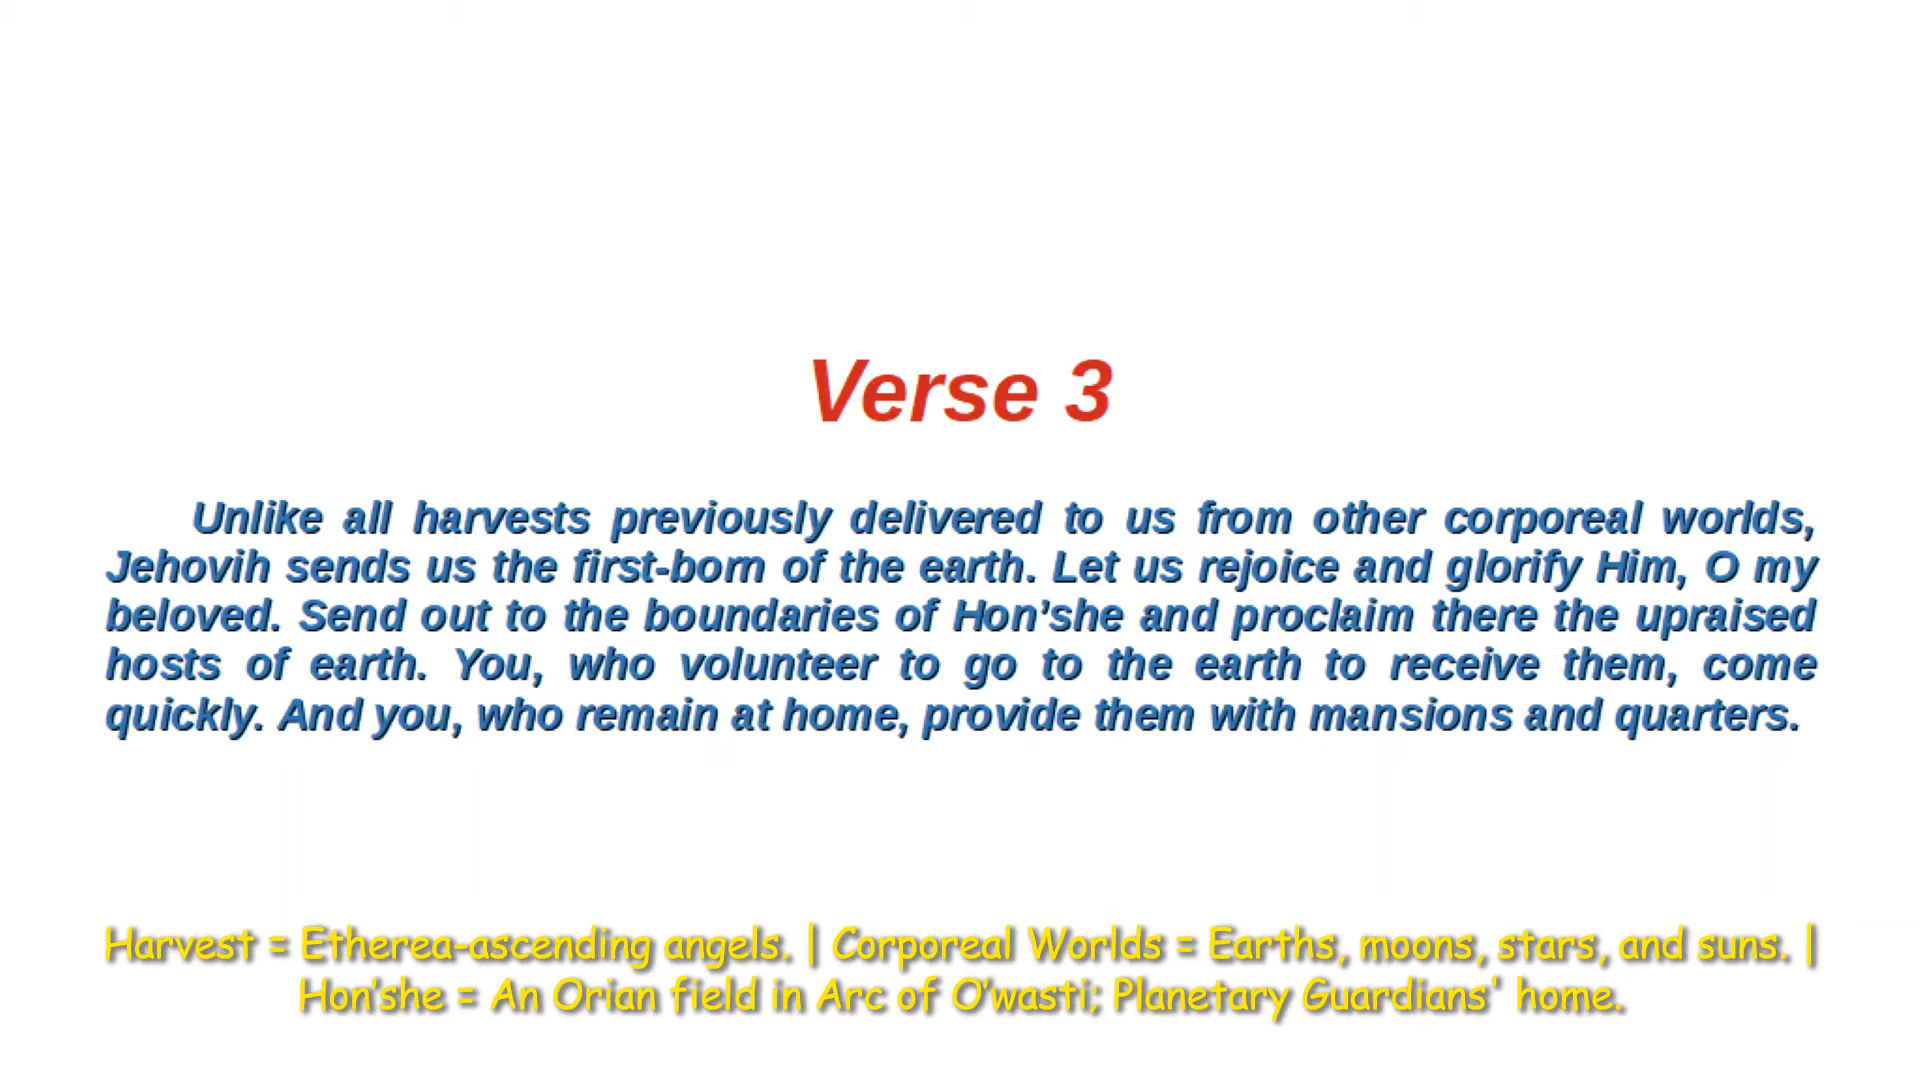 Verse 3
Unlike all harvests previously delivered to us from other corporeal worlds,
Jehovih sends us the first-born of the earth. Let us rejoice and glorify Him, O my
beloved. Send out to the boundaries of Hon’she and proclaim there the upraised
hosts of earth. You, who volunteer to go to the earth to receive them, come
quickly. And you, who remain at home, provide them with mansions and quarters.
Harvest = Etherea-ascending angels. | Corporeal Worlds = Earths, moons, stars, and suns. |
Hon’she = An Orian field in Arc of O’wasti; Planetary Guardians' home.